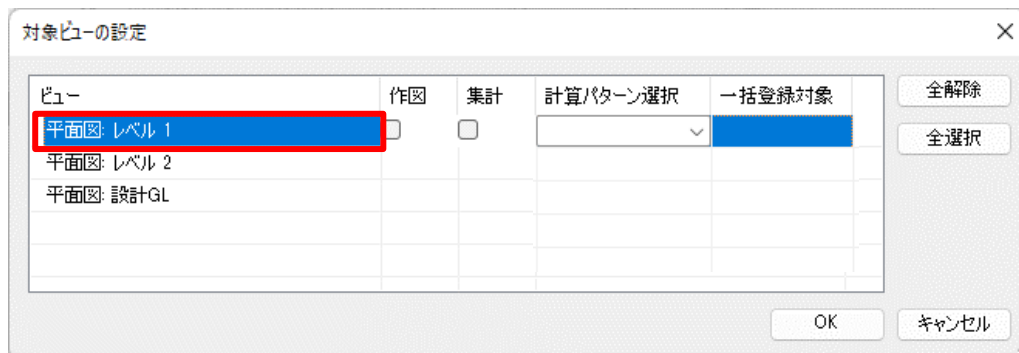 対象ビューの設定
ビュー 作図 集計 計算パターン選択 一括登録対象 全解除
平面図: レベル 1 全選択
平面図: レベル 2
平面図: 設計GL
OK キャンセル